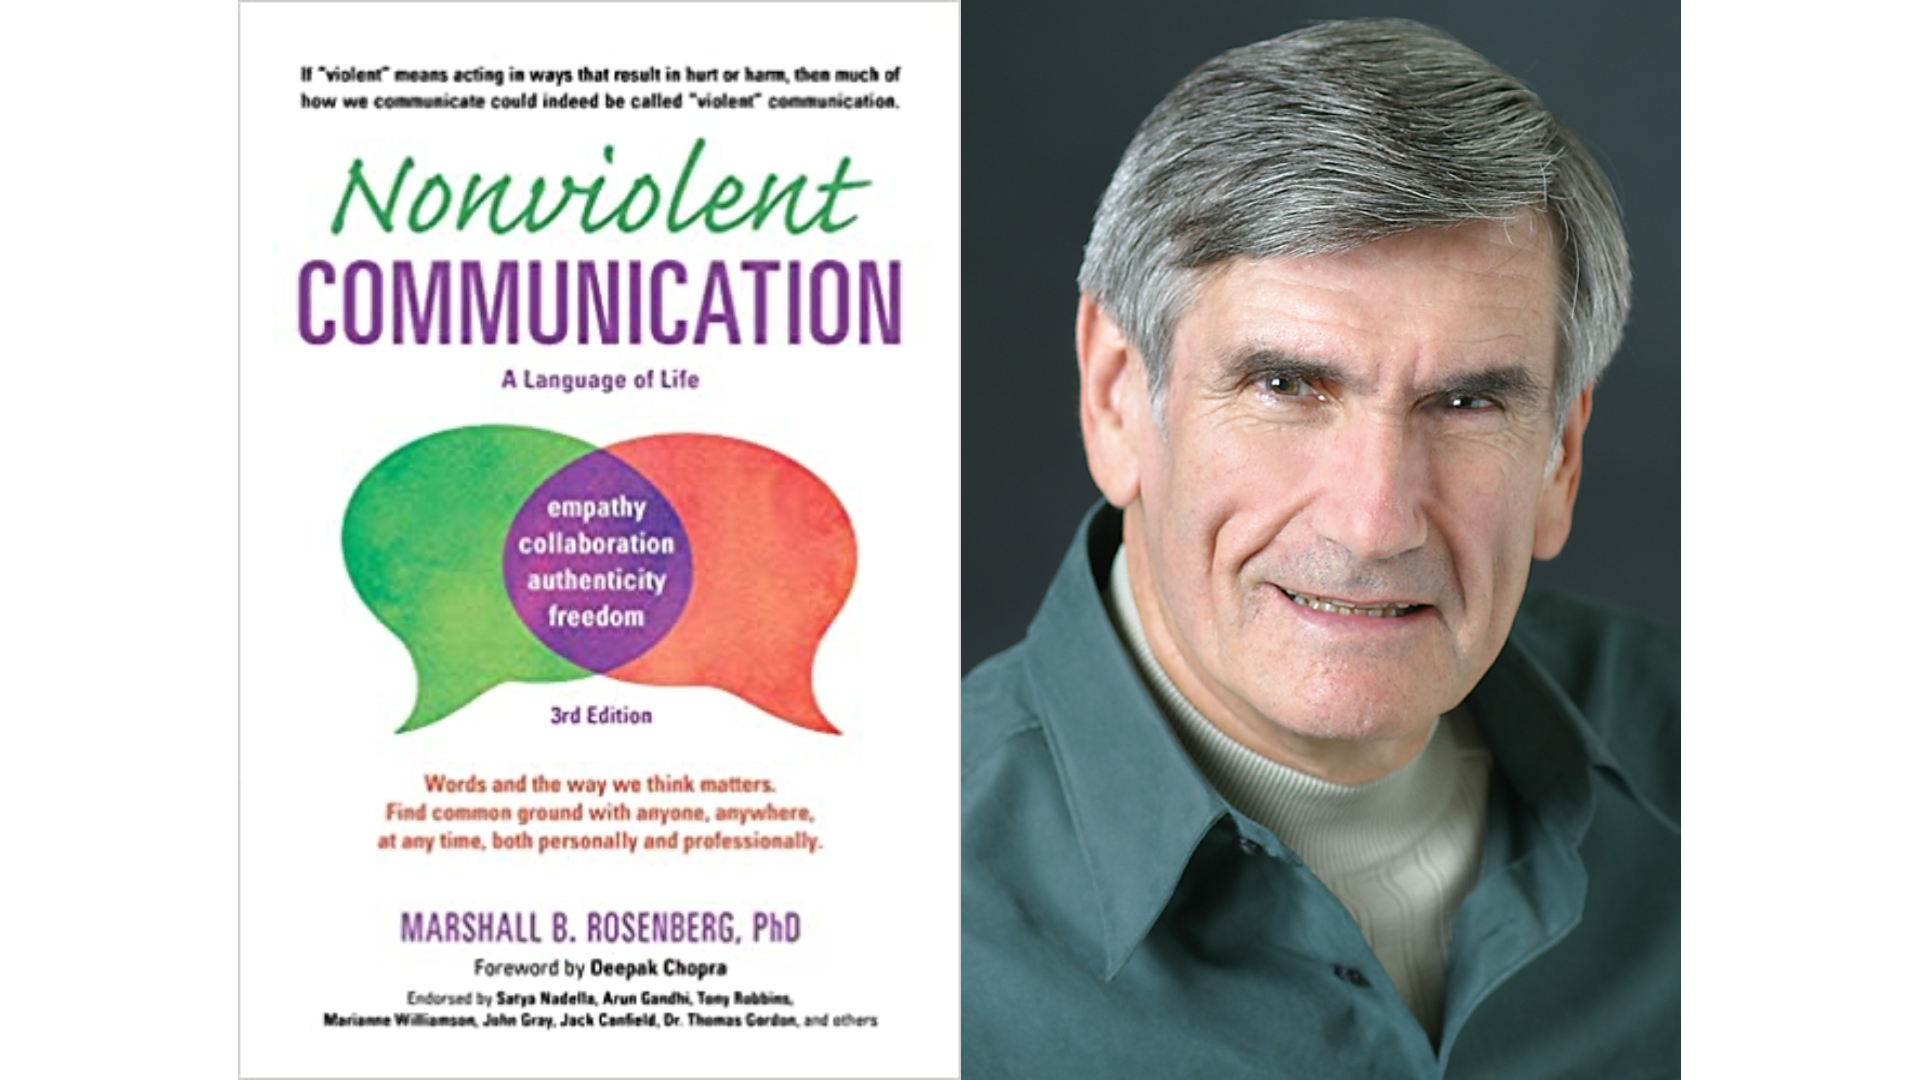 If "violent" means acting in ways that result in hurt or harm, then much of
how we communicate could indeed be called "violent" communication.
Nonviolent
COMMUNICATION
A Language of Life
empathy
collaboration
authenticity
freedom
3rd Edition
Words and the way we think matters.
Find common ground with anyone, anywhere,
at any time, both personally and professionally.
MARSHALL B. ROSENBERG, PhD
Foreword by Deepak Chopra
Endorsed by Satya Nadella, Arun Gandhi, Tony Robbins,
Marianne Williamson, John Gray, Jack Canfield, Dr. Thomas Gordon, and others